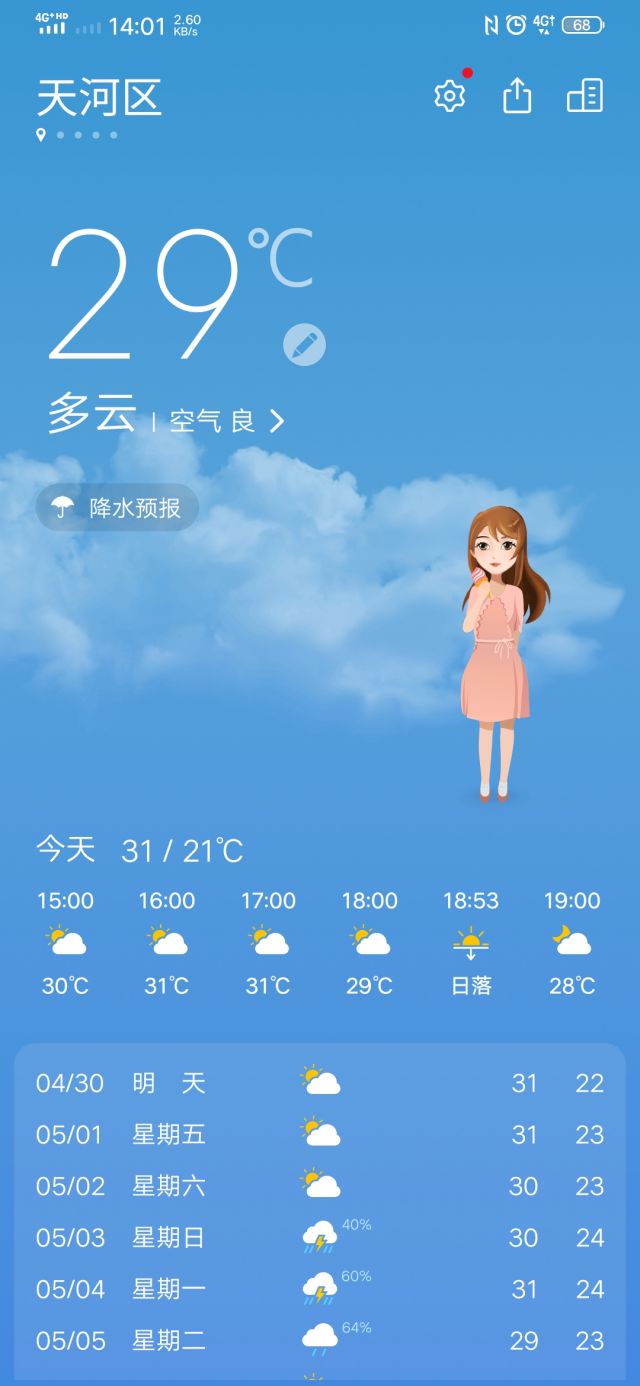 4G+HD 14:01 2.60 KB/s 4G 68
天河区
29℃
多云 | 空气 良
降水预报
今天 31 / 21℃
15:00 16:00 17:00 18:00 18:53 19:00
30℃ 31℃ 31℃ 29℃ 日落 28℃
04/30 明 天 31 22
05/01 星期五 31 23
05/02 星期六 30 23
05/03 星期日 40% 30 24
05/04 星期一 60% 31 24
05/05 星期二 64% 29 23